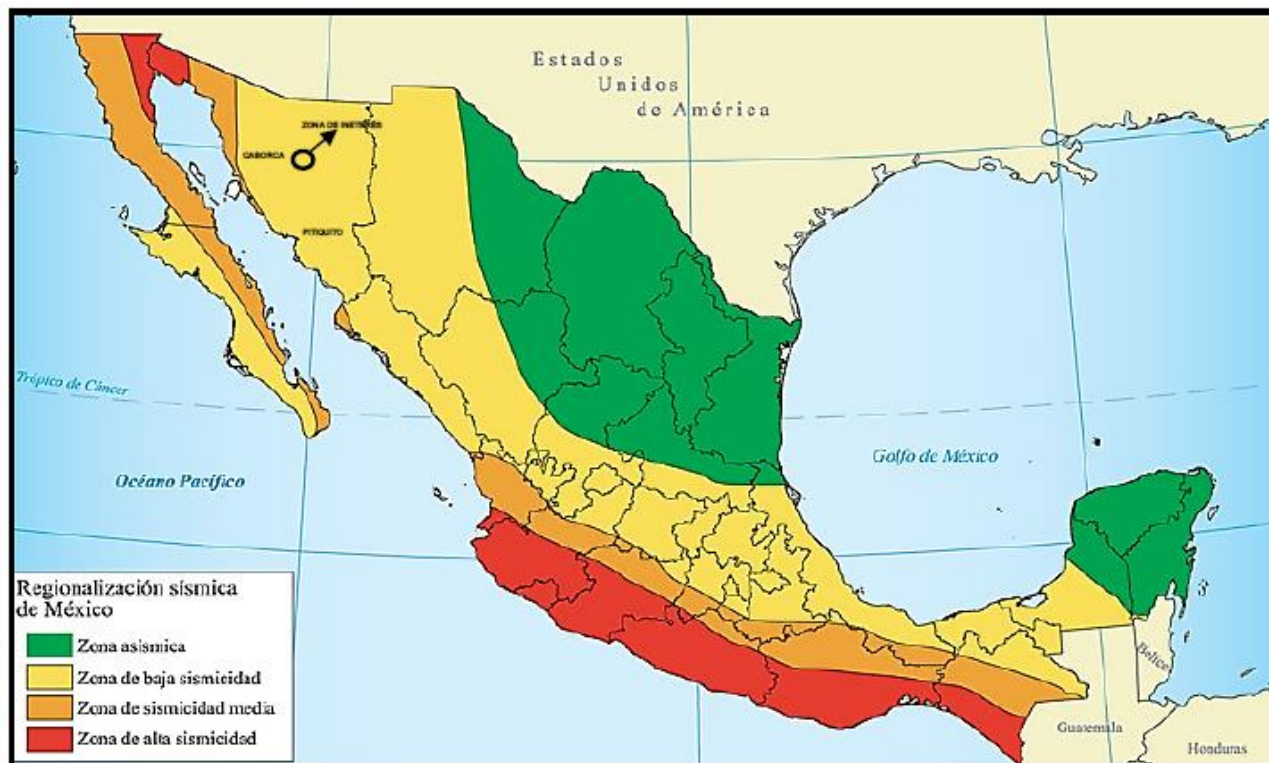 Estados
Unidos
de América
ZONA DE INETERÉS
CABORCA
PITIQUITO
Trópico de Cáncer
Océano Pacífico
Golfo de México
Regionalización sísmica
de México
Zona asísmica
Zona de baja sismicidad
Zona de sismicidad media
Zona de alta sismicidad
Belice
Guatemala
Honduras